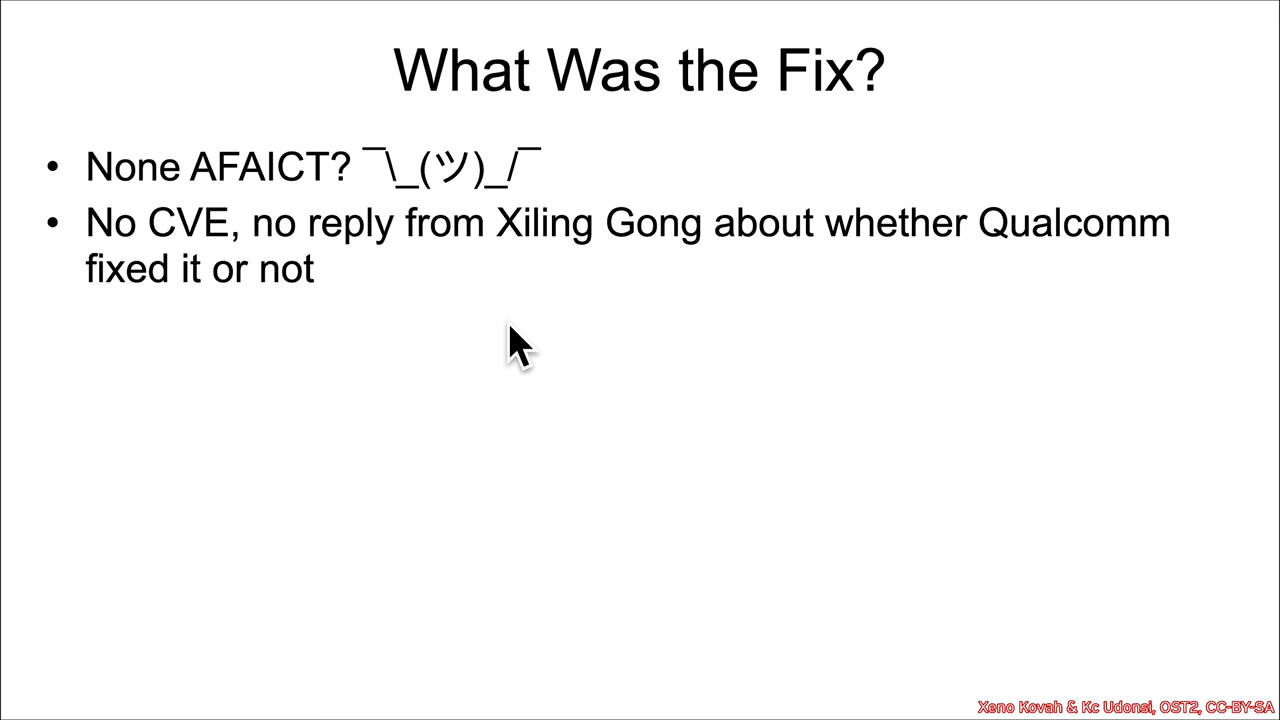 What Was the Fix?
• None AFAICT? ¯\_(ツ)_/¯
• No CVE, no reply from Xiling Gong about whether Qualcomm
fixed it or not
Xeno Kovah & Kc Udonsi, OST2, CC-BY-SA